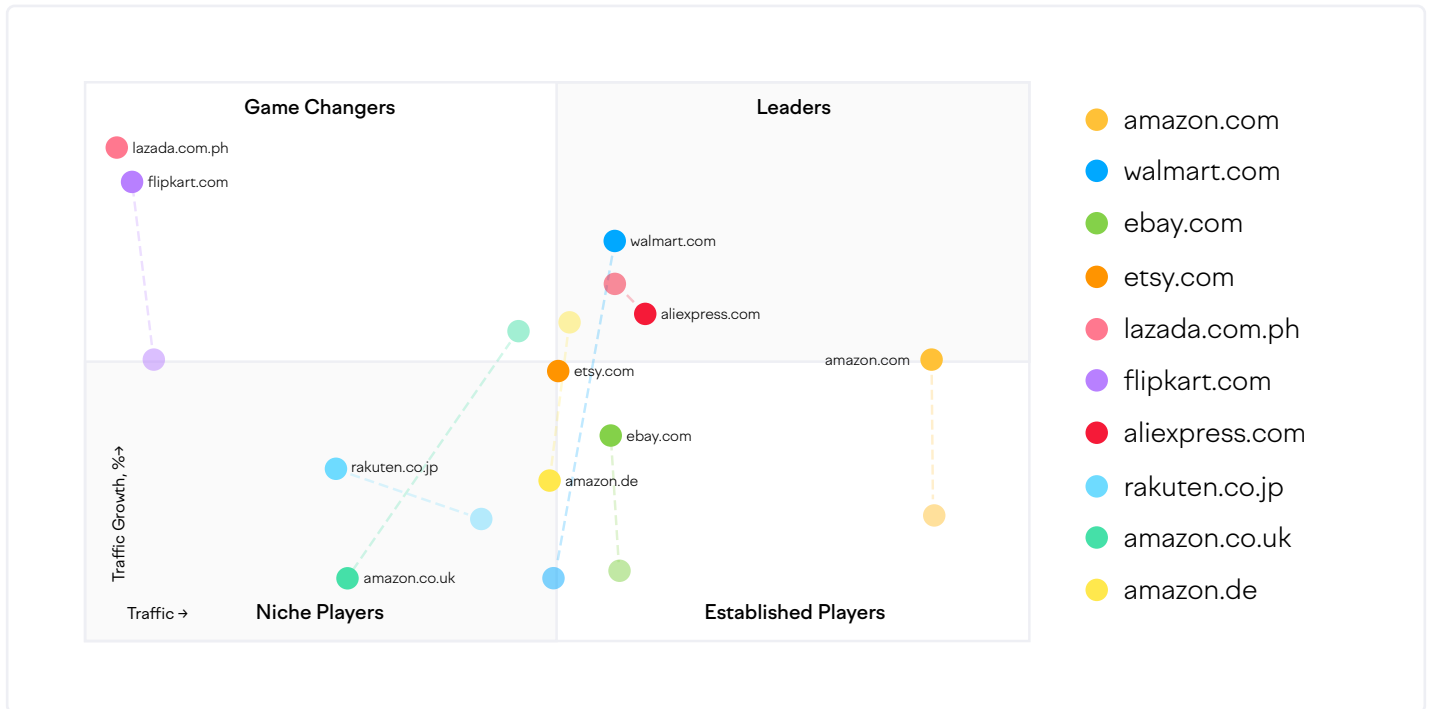 Game Changers
Leaders
lazada.com.ph
flipkart.com
walmart.com
aliexpress.com
amazon.com
etsy.com
ebay.com
rakuten.co.jp
amazon.de
amazon.co.uk
Traffic Growth, %→
Traffic →
Niche Players
Established Players
amazon.com
walmart.com
ebay.com
etsy.com
lazada.com.ph
flipkart.com
aliexpress.com
rakuten.co.jp
amazon.co.uk
amazon.de